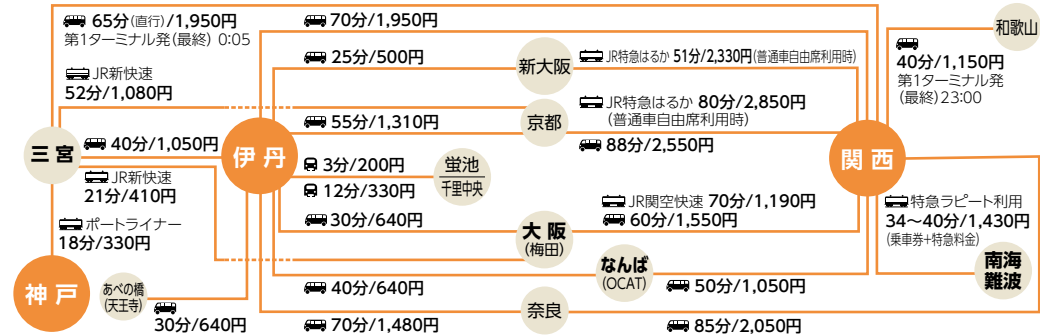 65分(直行)/1,950円
第1ターミナル発(最終) 0:05
70分/1,950円
和歌山
25分/500円
新大阪
JR特急はるか 51分/2,330円(普通車自由席利用時)
40分/1,150円
第1ターミナル発
(最終)23:00
JR新快速
52分/1,080円
JR特急はるか 80分/2,850円
(普通車自由席利用時)
55分/1,310円
京都
88分/2,550円
三宮
40分/1,050円
伊丹
関西
3分/200円
蛍池
千里中央
12分/330円
JR新快速
21分/410円
30分/640円
JR関空快速 70分/1,190円
60分/1,550円
特急ラピート利用
34〜40分/1,430円
(乗車券+特急料金)
ポートライナー
18分/330円
大阪
(梅田)
なんば
(OCAT)
南海
難波
神戸
あべの橋
(天王寺)
30分/640円
40分/640円
50分/1,050円
奈良
70分/1,480円
85分/2,050円